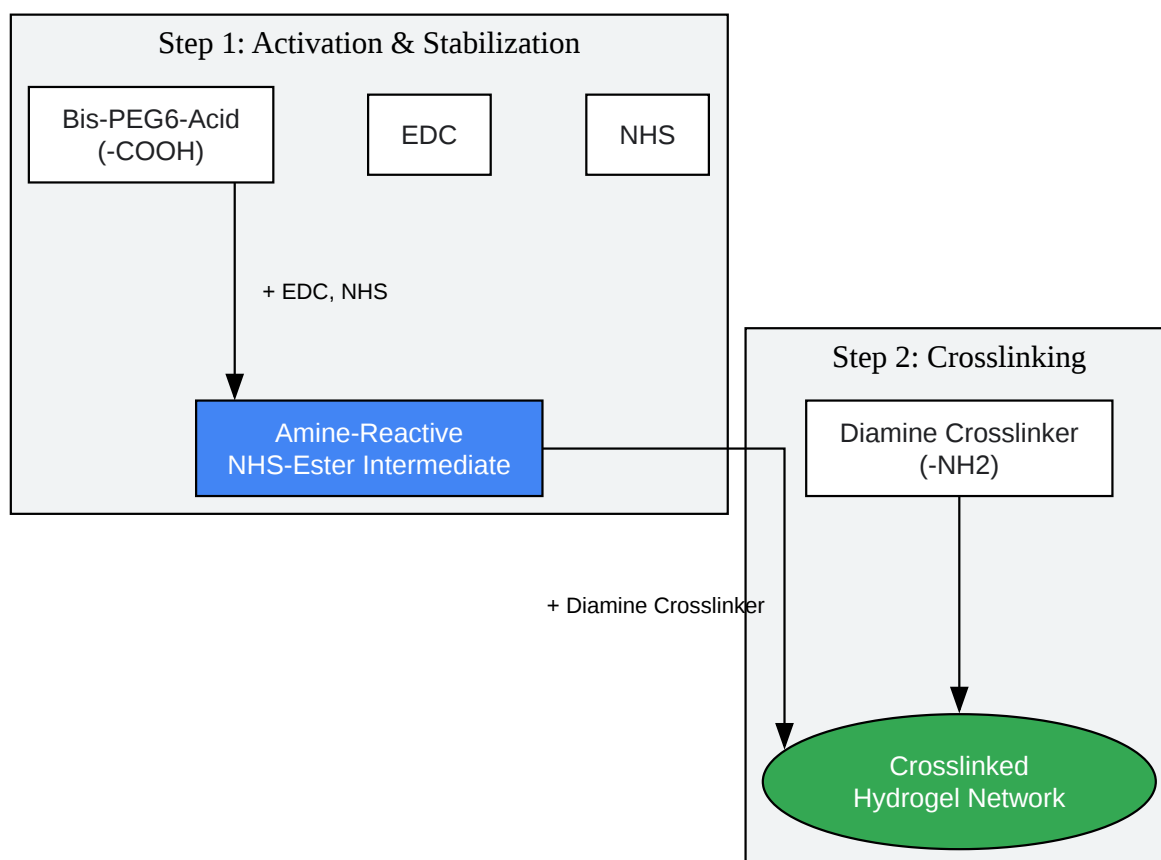 Step 1: Activation & Stabilization
Bis-PEG6-Acid
(-COOH)
EDC
NHS
+ EDC, NHS
Amine-Reactive
NHS-Ester Intermediate
Step 2: Crosslinking
Diamine Crosslinker
(-NH2)
+ Diamine Crosslinker
Crosslinked
Hydrogel Network